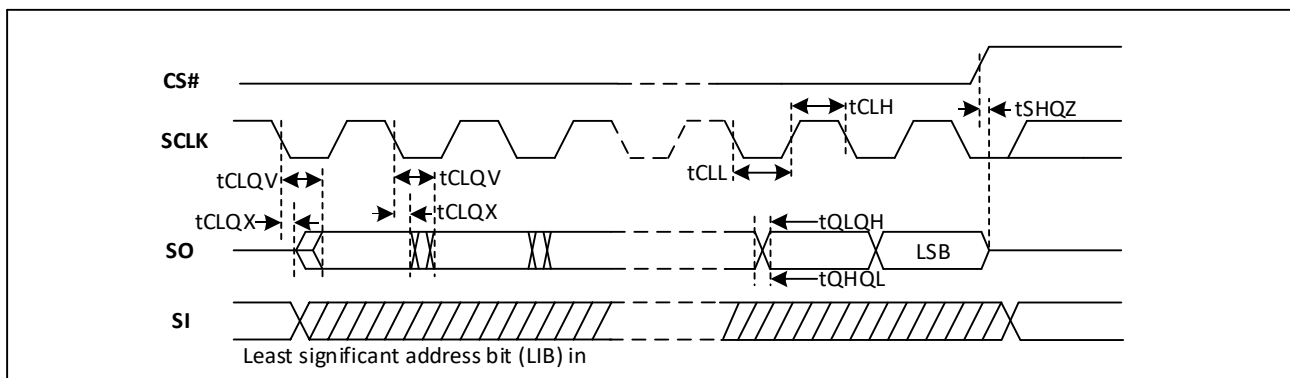 CS#
tCLH
tSHQZ
SCLK
tCLL
tCLQV
tCLQV
tCLQX
tCLQX
tQLQH
SO
LSB
tQHQL
SI
Least significant address bit (LIB) in